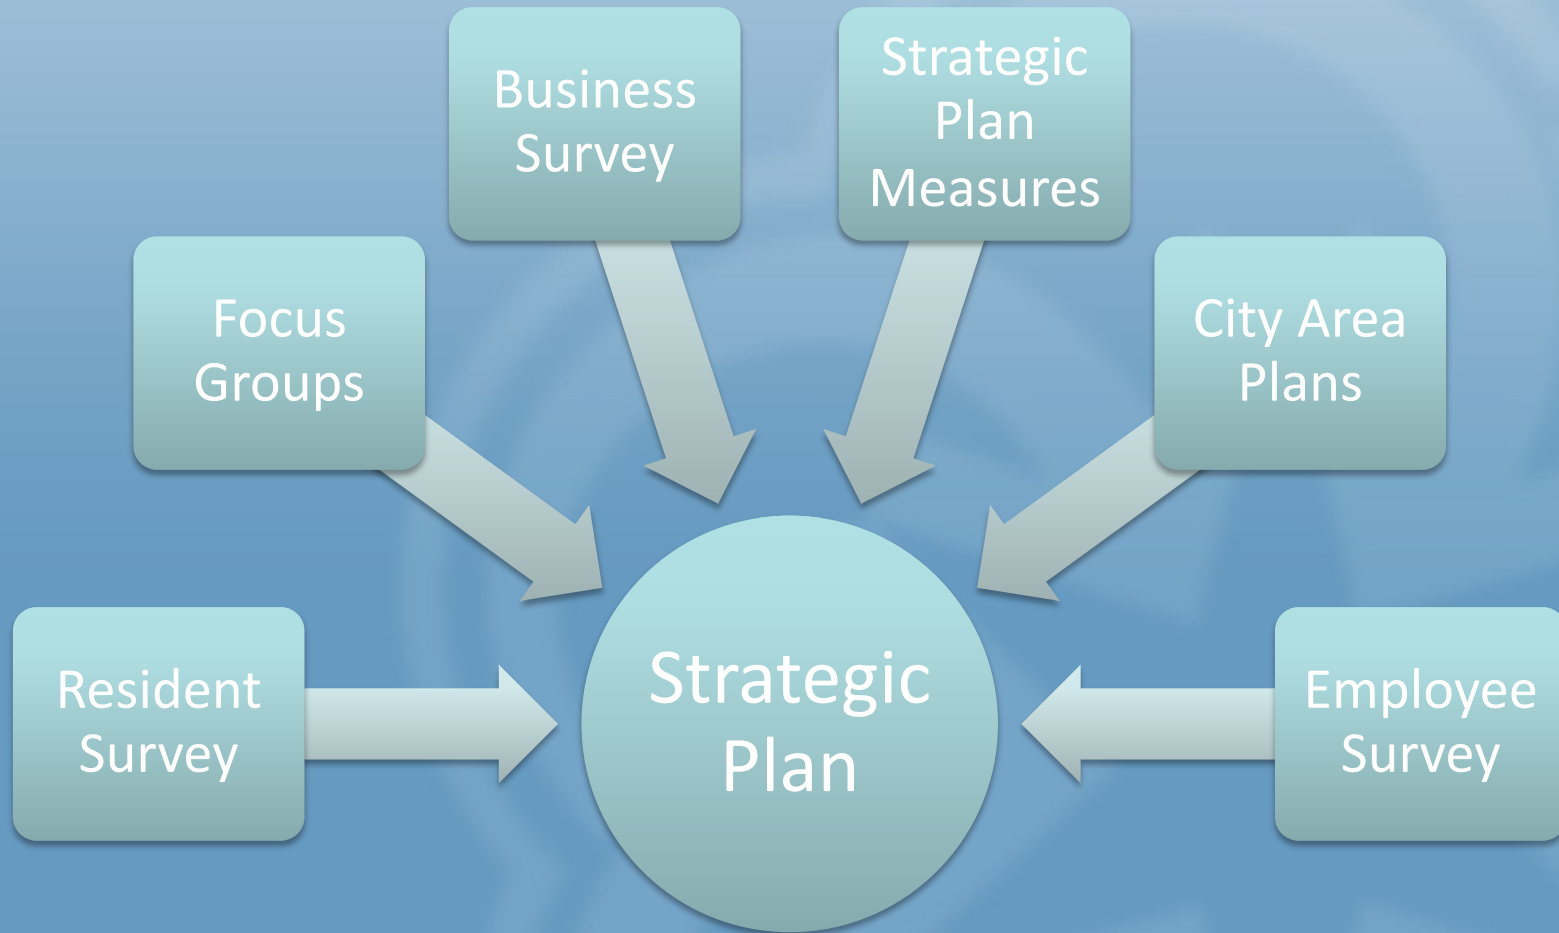 Business
Survey
Strategic
Plan
Measures
Focus
Groups
City Area
Plans
Resident
Survey
Strategic
Plan
Employee
Survey